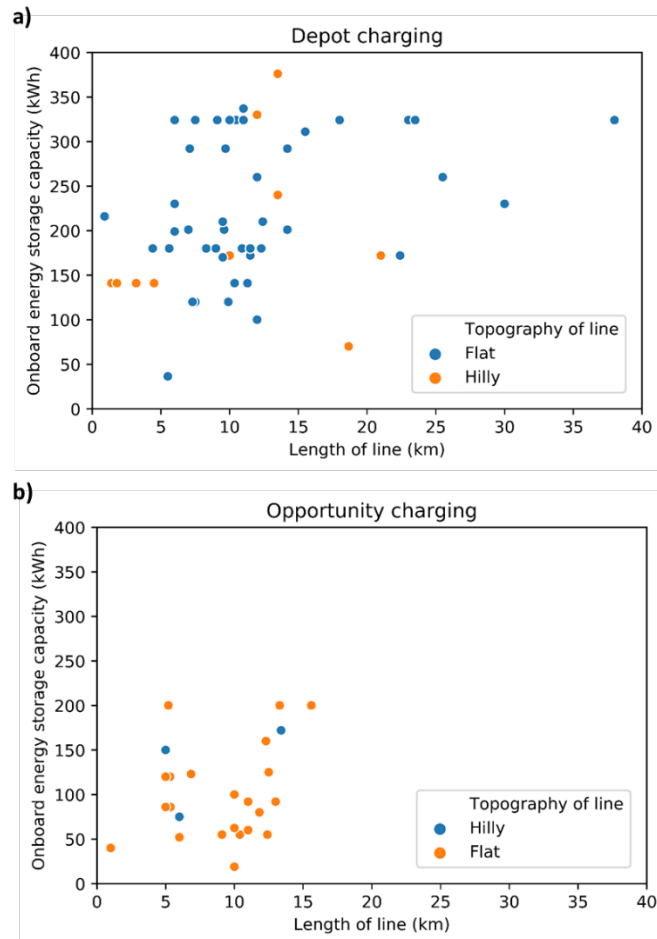 a)
Depot charging
400
350
300
250
200
150
100
50
0
Onboard energy storage capacity (kWh)
Topography of line
Flat
Hilly
0 5 10 15 20 25 30 35 40
Length of line (km)
b)
Opportunity charging
400
350
300
250
200
150
100
50
0
Onboard energy storage capacity (kWh)
Topography of line
Hilly
Flat
0 5 10 15 20 25 30 35 40
Length of line (km)